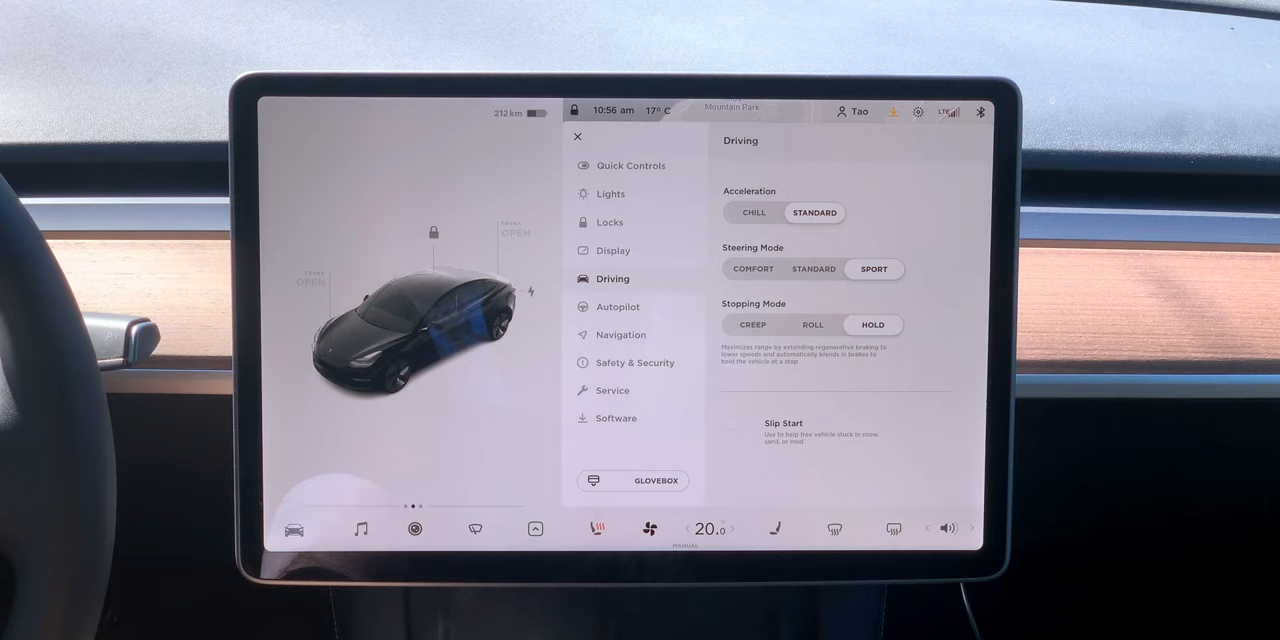 212 km
10:56 am 17° C
Mountain Park
Tao
LTE
Quick Controls
Lights
Locks
Display
Driving
Autopilot
Navigation
Safety & Security
Service
Software
GLOVEBOX
TRUNK
OPEN
TRUNK
OPEN
Driving
Acceleration
CHILL STANDARD
Steering Mode
COMFORT STANDARD SPORT
Stopping Mode
CREEP ROLL HOLD
Maximizes range by extending regenerative braking to
lower speeds and automatically blends in brakes to
hold the vehicle at a stop
Slip Start
Use to help free vehicle stuck in snow,
sand, or mud
20.0
MANUAL
P